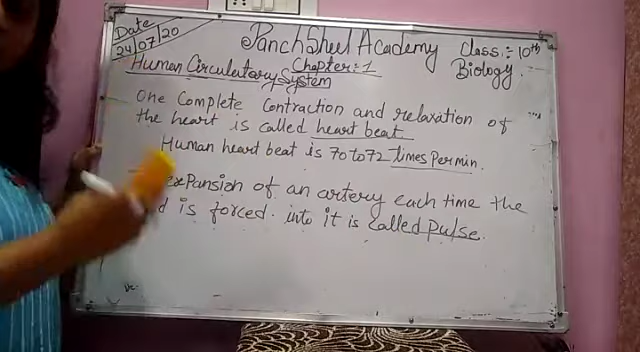 Date
24/07/20
Panchsheel Academy
Class:- 10th
Human Circulatary System
Chapter:1
Biology.
One Complete Contraction and relaxation of
the heart is called heart beat
Human heart beat is 70 to 72 times Per min.
expansion of an artery each time the
is forced. into it is called pulse.